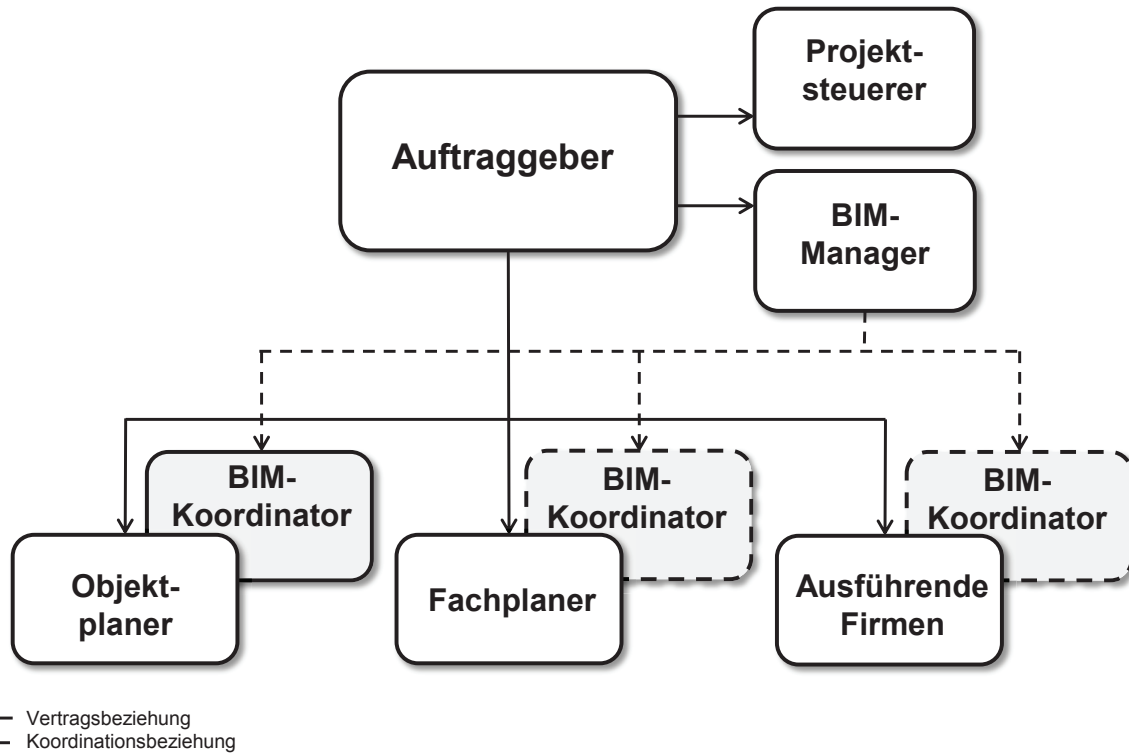 Projekt-
steuerer
Auftraggeber
BIM-
Manager
BIM-
Koordinator
BIM-
Koordinator
BIM-
Koordinator
Objekt-
planer
Fachplaner
Ausführende
Firmen
Vertragsbeziehung
Koordinationsbeziehung